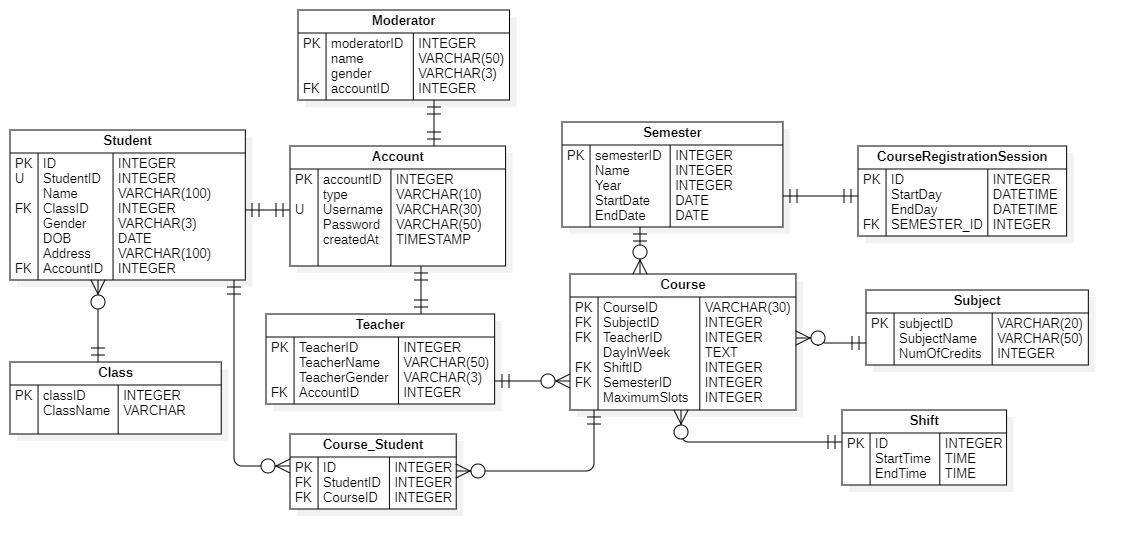 Moderator
PK moderatorID INTEGER
name VARCHAR(50)
gender VARCHAR(3)
FK accountID INTEGER
Student
PK ID INTEGER
U StudentID INTEGER
Name VARCHAR(100)
FK ClassID INTEGER
Gender VARCHAR(3)
DOB DATE
Address VARCHAR(100)
FK AccountID INTEGER
Account
PK accountID INTEGER
type VARCHAR(10)
U Username VARCHAR(30)
Password VARCHAR(50)
createdAt TIMESTAMP
Semester
PK semesterID INTEGER
Name INTEGER
Year INTEGER
StartDate DATE
EndDate DATE
CourseRegistrationSession
PK ID INTEGER
StartDay DATETIME
EndDay DATETIME
FK SEMESTER_ID INTEGER
Course
PK CourseID VARCHAR(30)
FK SubjectID INTEGER
FK TeacherID INTEGER
DayInWeek TEXT
FK ShiftID INTEGER
FK SemesterID INTEGER
MaximumSlots INTEGER
Subject
PK subjectID VARCHAR(20)
SubjectName VARCHAR(50)
NumOfCredits INTEGER
Teacher
PK TeacherID INTEGER
TeacherName VARCHAR(50)
TeacherGender VARCHAR(3)
FK AccountID INTEGER
Class
PK classID INTEGER
ClassName VARCHAR
Shift
PK ID INTEGER
StartTime TIME
EndTime TIME
Course_Student
PK ID INTEGER
FK StudentID INTEGER
FK CourseID INTEGER